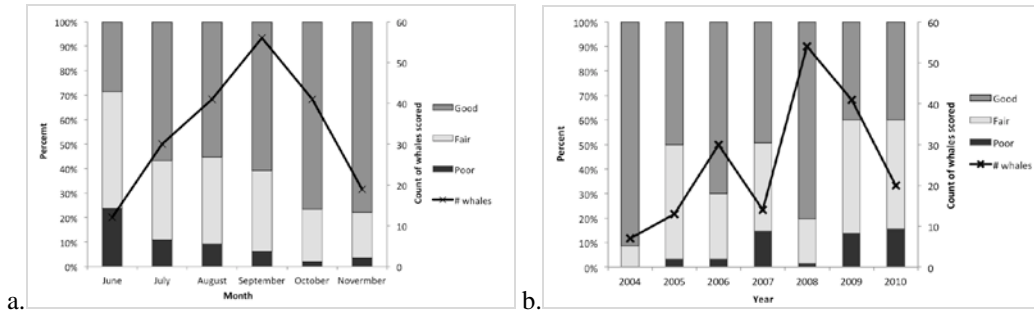 100%
90%
80%
70%
60%
50%
40%
30%
20%
10%
0%
Percemt
60
50
40
30
20
10
0
Count of whales scored
Good
Fair
Poor
# whales
June July August September October Novermber
Month
a.
100%
90%
80%
70%
60%
50%
40%
30%
20%
10%
0%
Percent
60
50
40
30
20
10
0
Count of whales scored
Good
Fair
Poor
# whales
2004 2005 2006 2007 2008 2009 2010
Year
b.